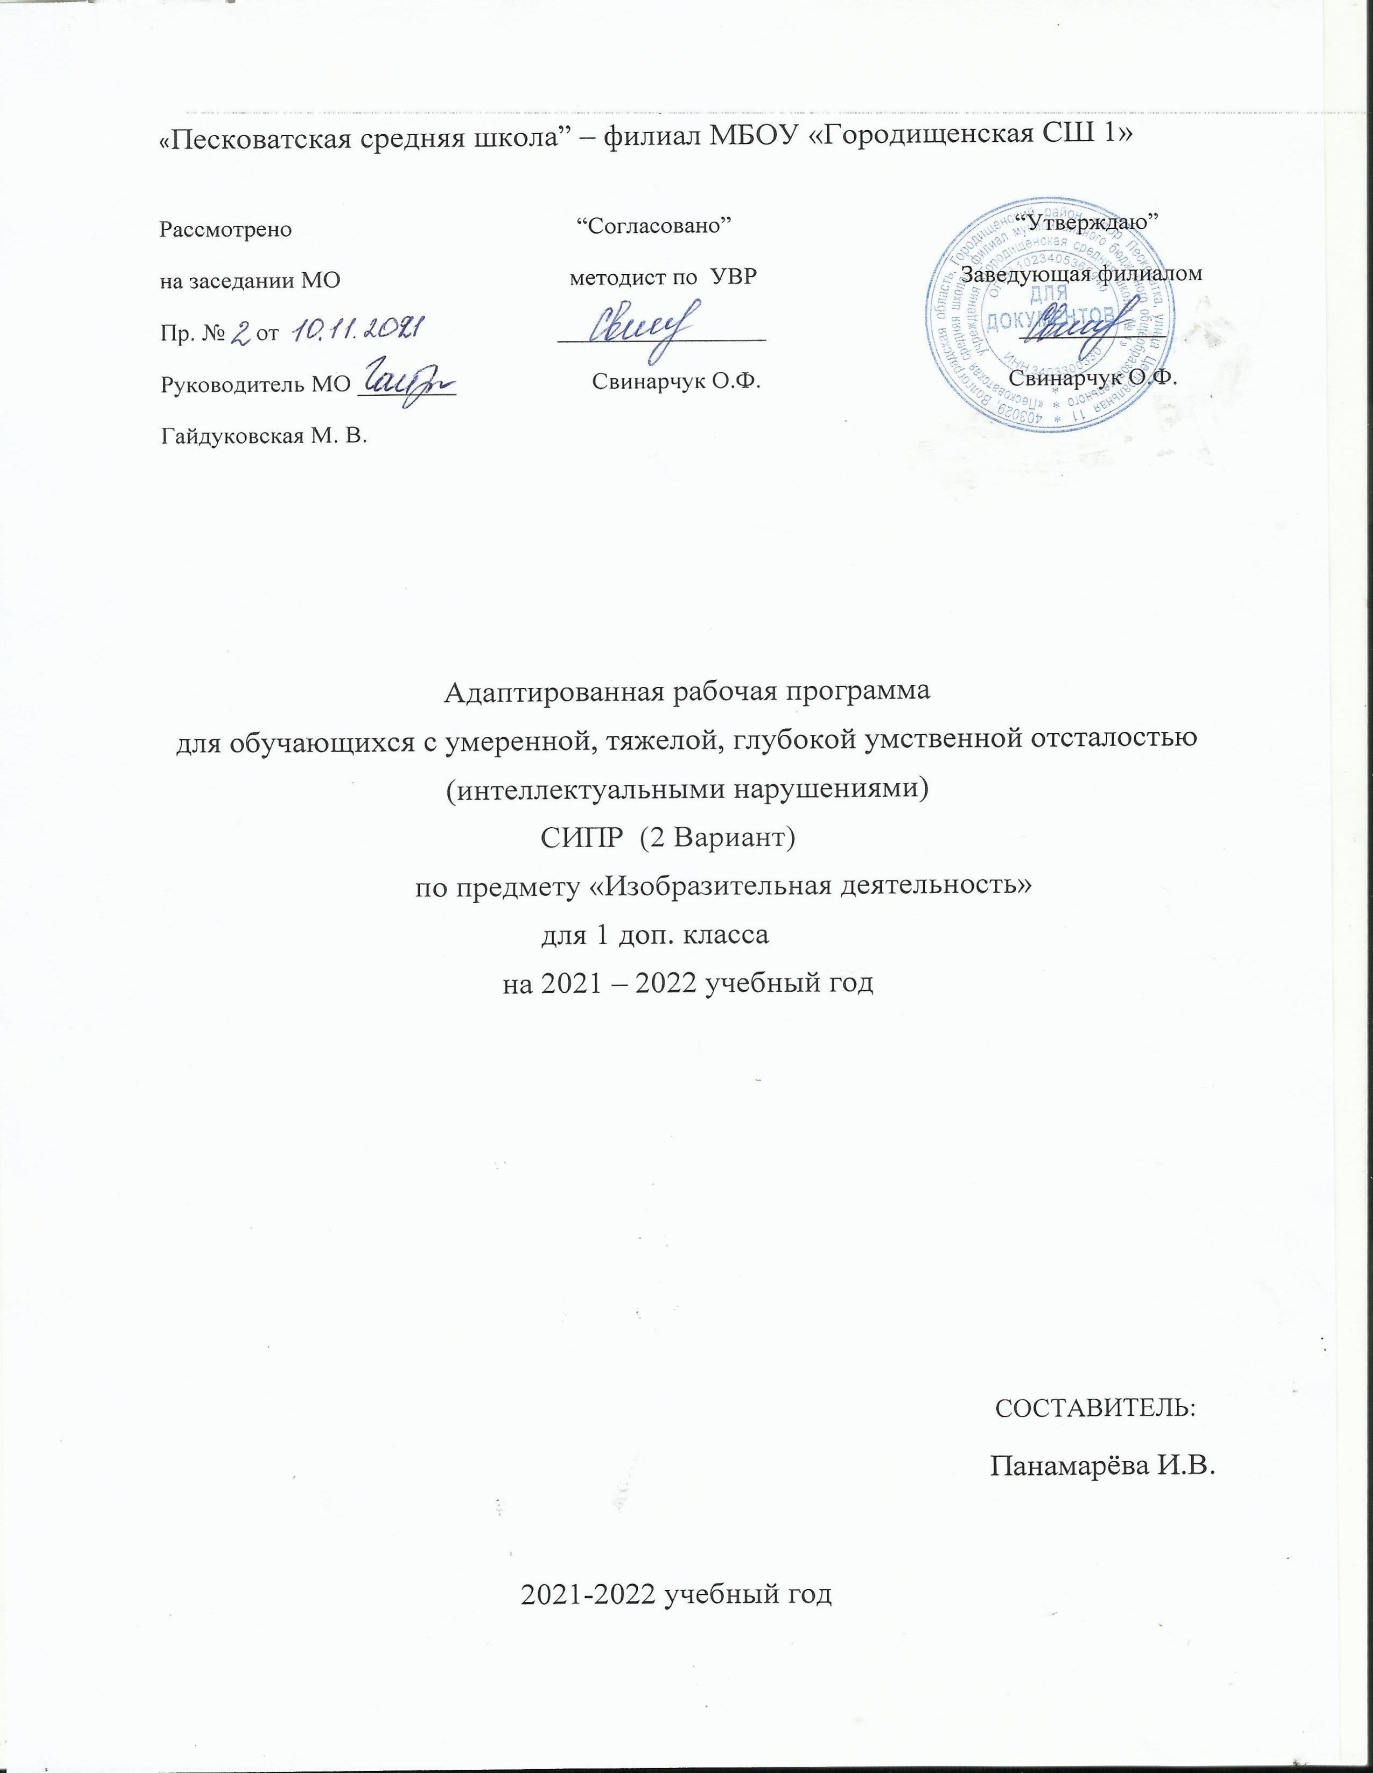 «Песковатская средняя школа” – филиал МБОУ «Городищенская СШ 1»
Рассмотрено “Согласовано” “Утверждаю”
на заседании МО методист по УВР Заведующая филиалом
Пр. № 2 от 10.11.2021
Руководитель МО Свинарчук О.Ф. Свинарчук О.Ф.
Гайдуковская М. В.
ДЛЯ
ДОКУМЕНТОВ
Адаптированная рабочая программа
для обучающихся с умеренной, тяжелой, глубокой умственной отсталостью
(интеллектуальными нарушениями)
СИПР (2 Вариант)
по предмету «Изобразительная деятельность»
для 1 доп. класса
на 2021 – 2022 учебный год
СОСТАВИТЕЛЬ:
Панамарёва И.В.
2021-2022 учебный год